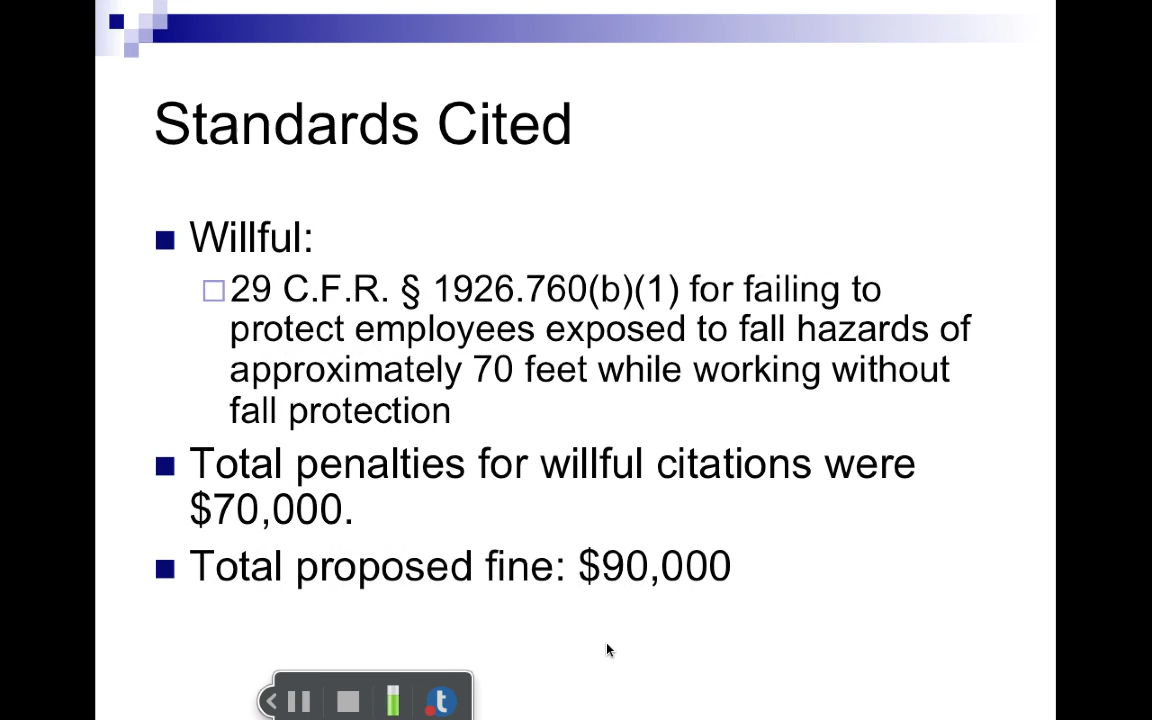 Standards Cited
Willful:
29 C.F.R. § 1926.760(b)(1) for failing to
protect employees exposed to fall hazards of
approximately 70 feet while working without
fall protection
Total penalties for willful citations were
$70,000.
Total proposed fine: $90,000
t